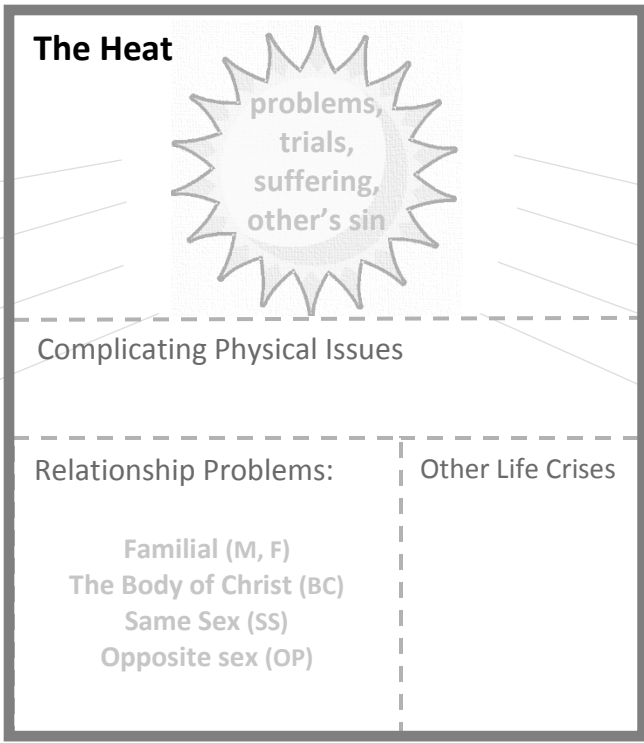 The Heat
problems,
trials,
suffering,
other's sin
Complicating Physical Issues
Relationship Problems:
Familial (M, F)
The Body of Christ (BC)
Same Sex (SS)
Opposite sex (OP)
Other Life Crises